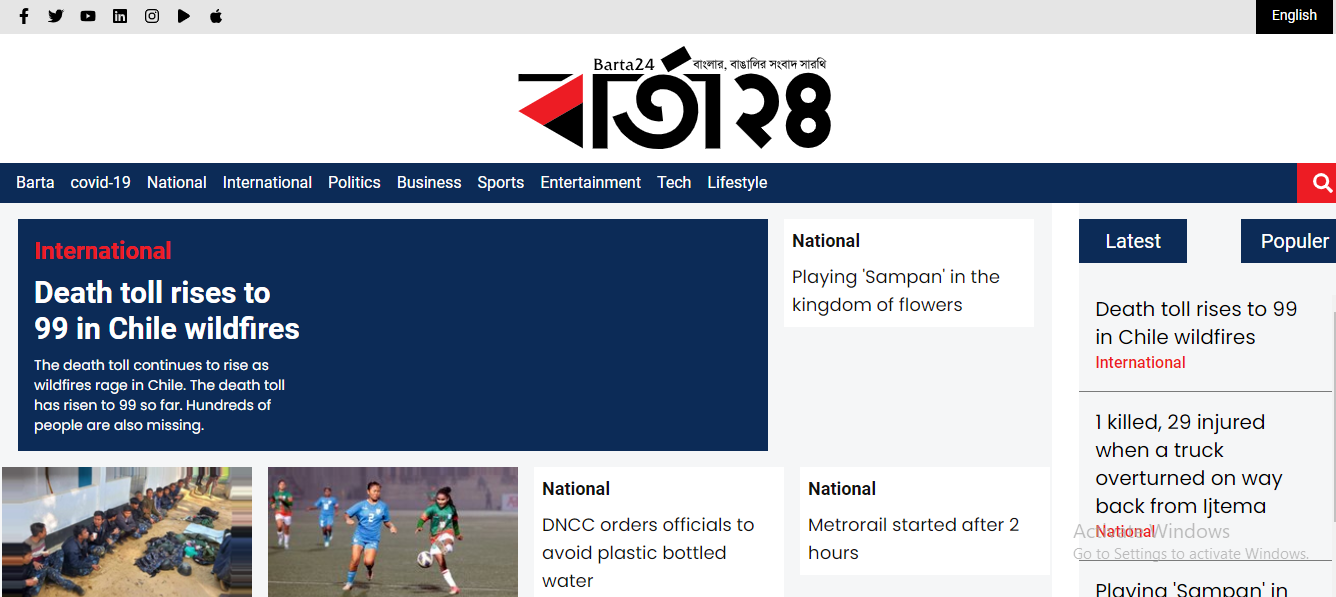 English
Barta24 বাংলার, বাঙালির সংবাদ সারথি
বার্তা২৪
Barta covid-19 National International Politics Business Sports Entertainment Tech Lifestyle
International
Death toll rises to
99 in Chile wildfires
The death toll continues to rise as
wildfires rage in Chile. The death toll
has risen to 99 so far. Hundreds of
people are also missing.
National
Playing 'Sampan' in the
kingdom of flowers
National
DNCC orders officials to
avoid plastic bottled
water
National
Metrorail started after 2
hours
Latest Populer
Death toll rises to 99
in Chile wildfires
International
1 killed, 29 injured
when a truck
overturned on way
back from Ijtema
National
Activate Windows
Go to Settings to activate Windows.
Playing 'Sampan' in